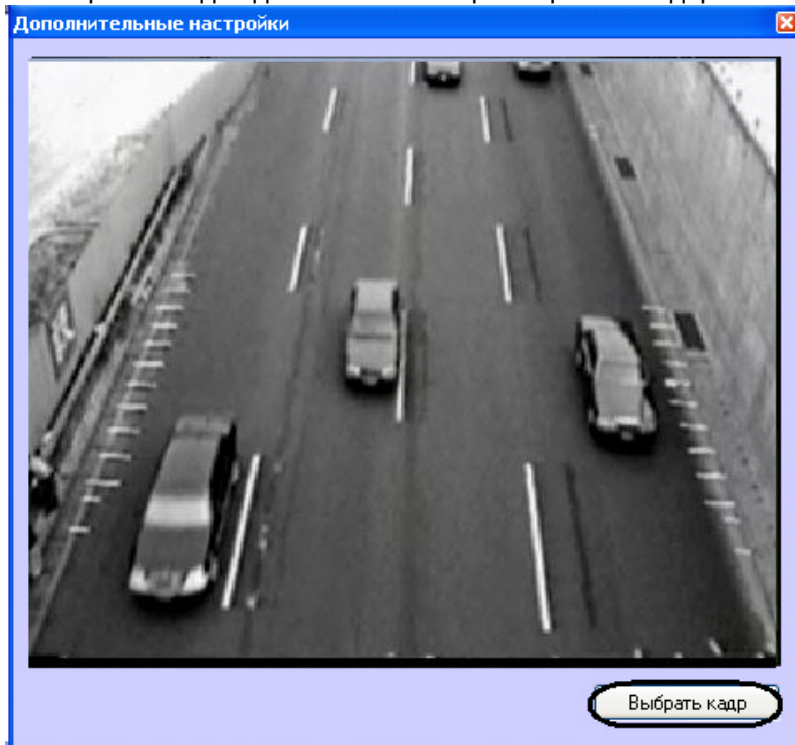 Дополнительные настройки
Выбрать кадр